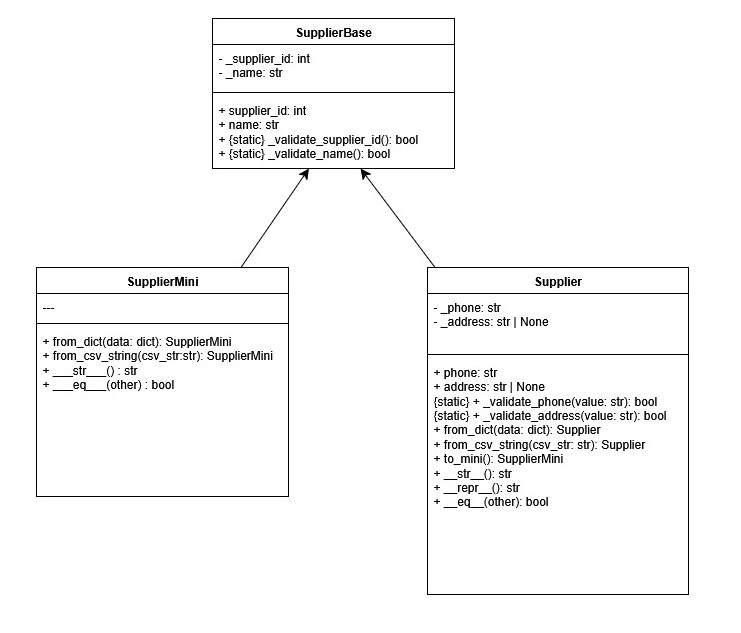 SupplierBase
- _supplier_id: int
- _name: str
+ supplier_id: int
+ name: str
+ {static} _validate_supplier_id(): bool
+ {static} _validate_name(): bool
SupplierMini
---
+ from_dict(data: dict): SupplierMini
+ from_csv_string(csv_str:str): SupplierMini
+ ___str___() : str
+ ___eq___(other) : bool
Supplier
- _phone: str
- _address: str | None
+ phone: str
+ address: str | None
{static} + _validate_phone(value: str): bool
{static} + _validate_address(value: str): bool
+ from_dict(data: dict): Supplier
+ from_csv_string(csv_str: str): Supplier
+ to_mini(): SupplierMini
+ __str__(): str
+ __repr__(): str
+ __eq__(other): bool